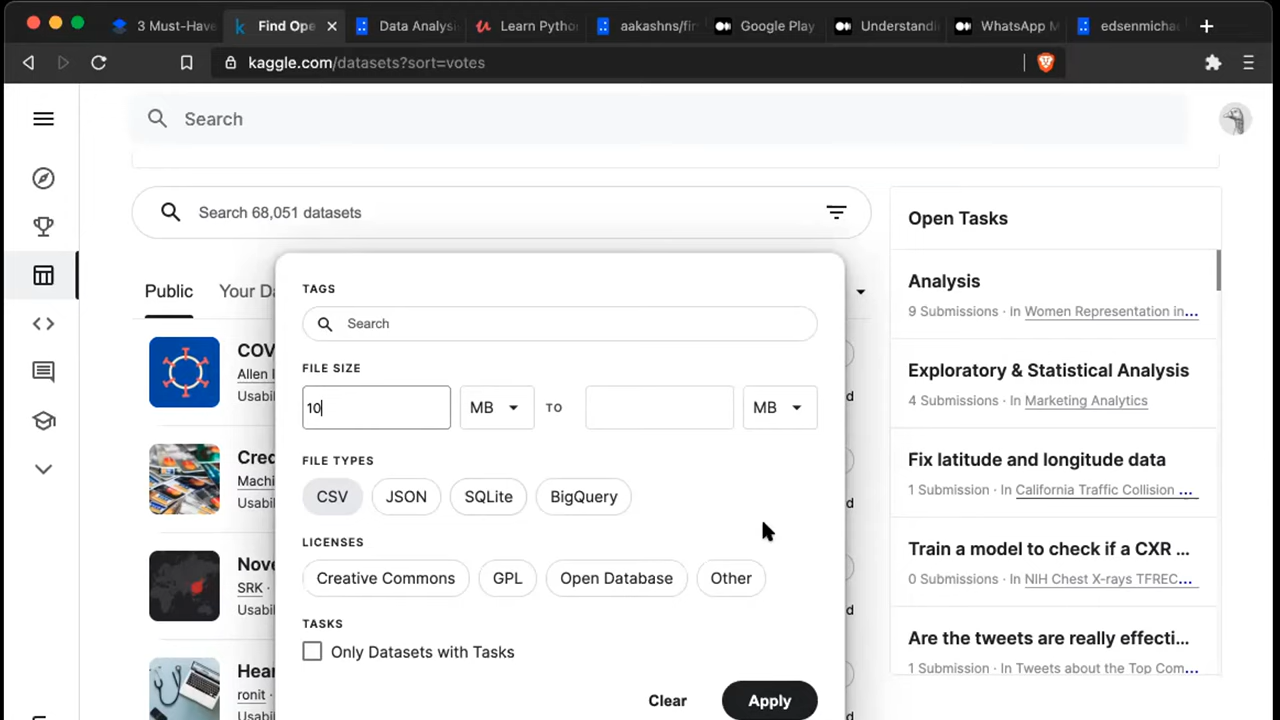 3 Must-Have
Find Ope
Data Analysi
Learn Pytho
aakashns/fi
Google Play
Understandi
WhatsApp M
edsenmichae
kaggle.com/datasets?sort=votes
Search
Search 68,051 datasets
Open Tasks
Analysis
9 Submissions · In Women Representation in...
Exploratory & Statistical Analysis
4 Submissions · In Marketing Analytics
Fix latitude and longitude data
1 Submission · In California Traffic Collision ...
Train a model to check if a CXR ...
0 Submissions · In NIH Chest X-rays TFREC...
Are the tweets are really effecti...
1 Submission · In Tweets about the Top Com...
Public
Your Da
COV
Allen I
Usabi
Cred
Machi
Usabi
Nove
SRK ·
Usabi
Hear
ronit ·
Usabi
TAGS
Search
FILE SIZE
10
MB
TO
MB
FILE TYPES
CSV
JSON
SQLite
BigQuery
LICENSES
Creative Commons
GPL
Open Database
Other
TASKS
Only Datasets with Tasks
Clear
Apply